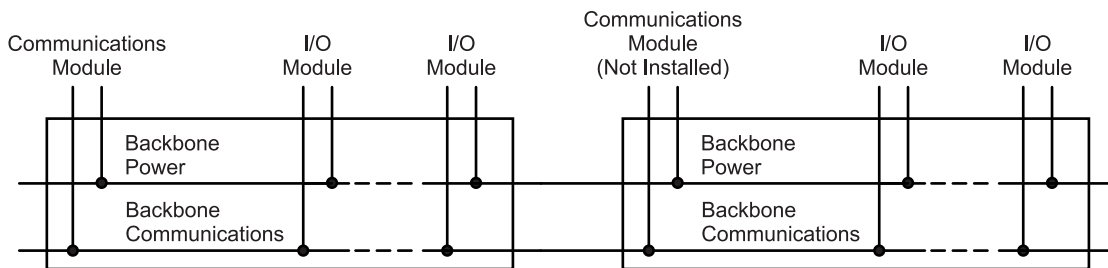 Communications
Module
I/O
Module
I/O
Module
Communications
Module
(Not Installed)
I/O
Module
I/O
Module
Backbone
Power
Backbone
Communications
Backbone
Power
Backbone
Communications